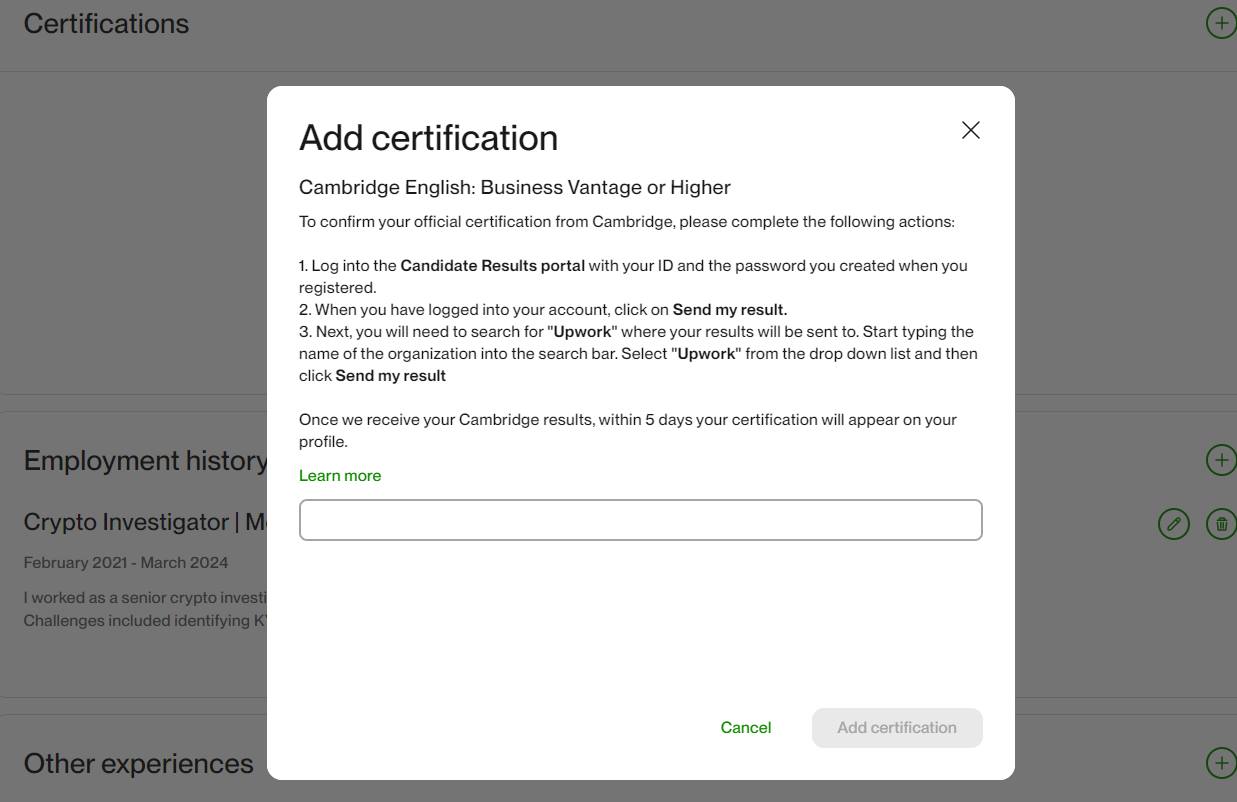 Certifications
Add certification
Cambridge English: Business Vantage or Higher
To confirm your official certification from Cambridge, please complete the following actions:
1. Log into the Candidate Results portal with your ID and the password you created when you
registered.
2. When you have logged into your account, click on Send my result.
3. Next, you will need to search for "Upwork" where your results will be sent to. Start typing the
name of the organization into the search bar. Select "Upwork" from the drop down list and then
click Send my result
Once we receive your Cambridge results, within 5 days your certification will appear on your
profile.
Learn more
Cancel
Add certification
Employment history
Crypto Investigator |
February 2021 - March 2024
I worked as a senior crypto
Challenges included identifying
Other experiences